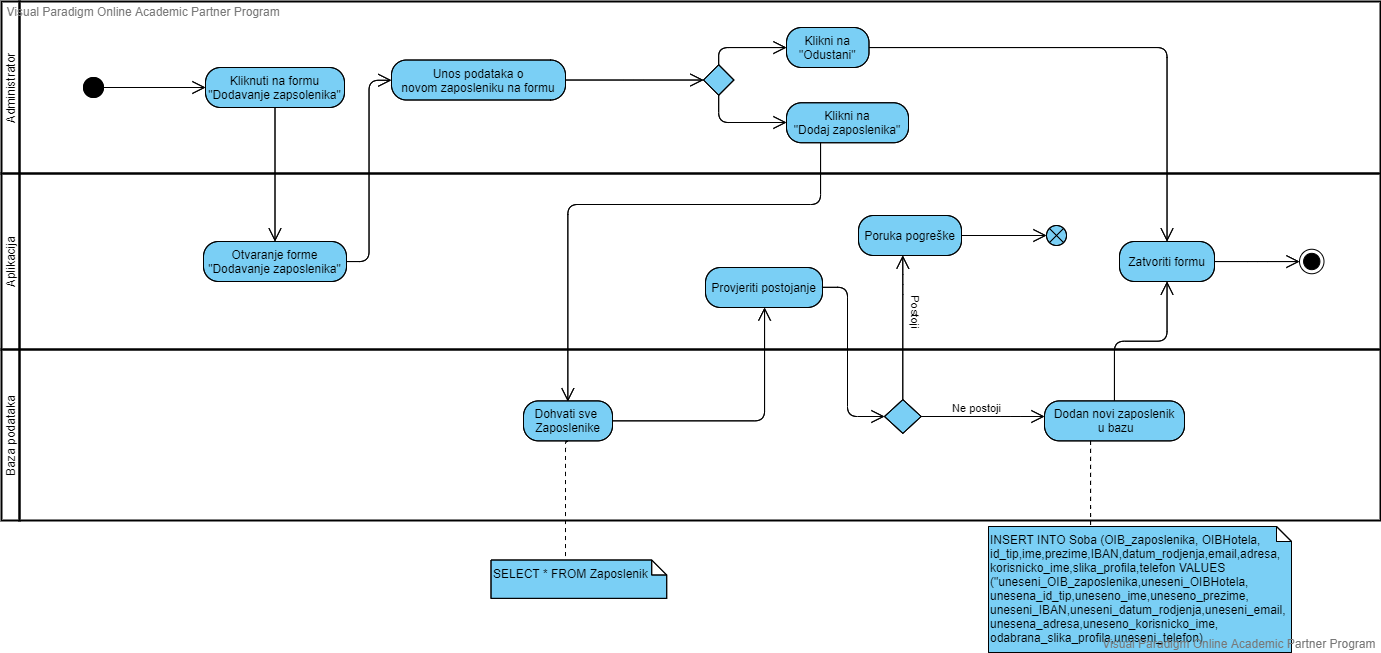 Visual Paradigm Online Academic Partner Program
Administrator
Kliknuti na formu
"Dodavanje zapsolenika"
Unos podataka o
novom zaposleniku na formu
Klikni na
"Odustani"
Klikni na
"Dodaj zaposlenika"
Aplikacija
Otvaranje forme
"Dodavanje zaposlenika"
Provjeriti postojanje
Poruka pogreške
Postoji
Zatvoriti formu
Baza podataka
Dohvati sve
Zaposlenike
Ne postoji
Dodan novi zaposlenik
u bazu
SELECT * FROM Zaposlenik
INSERT INTO Soba (OIB_zaposlenika, OIBHotela,
id_tip,ime,prezime,IBAN,datum_rodjenja,email,adresa,
korisnicko_ime,slika_profila,telefon VALUES
("uneseni_OIB_zaposlenika,uneseni_OIBHotela,
unesena_id_tip,uneseno_ime,uneseno_prezime,
uneseni_IBAN,uneseni_datum_rodjenja,uneseni_email,
unesena_adresa,uneseno_korisnicko_ime,
odabrana_slika_profila,uneseni_telefon)
Visual Paradigm Online Academic Partner Program